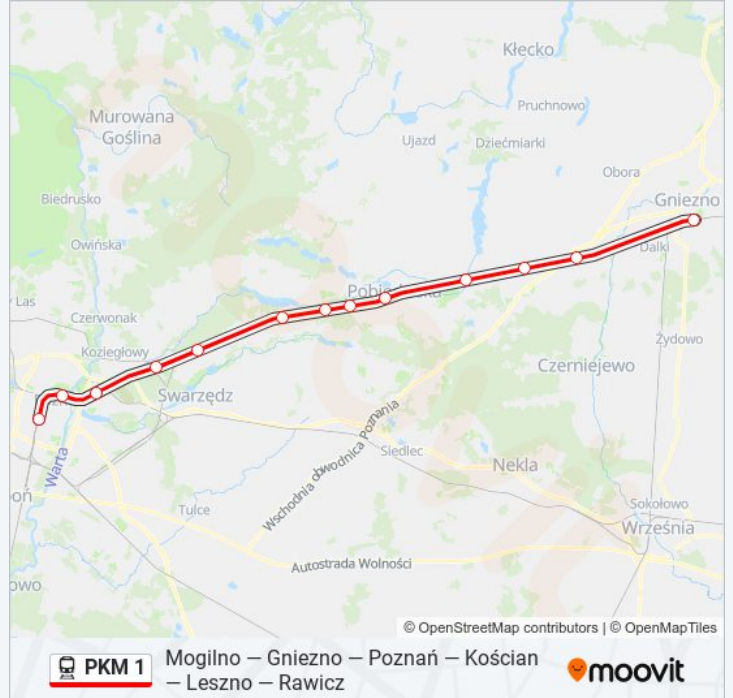 Kłecko
Pruchnowo
Murowana
Goślina
Ujazd
Dziećmiarki
Obora
Biedrusko
Gniezno
Owińska
Dalki
Las
Czerwonak
Koziegłowy
Żydowo
Czerniejewo
Swarzędz
Wschodnia obwodnica Poznania
Siedlec
Warta
Nekla
oń
Sokołowo
Tulce
Września
Autostrada Wolności
owo
© OpenStreetMap contributors | © OpenMapTiles
PKM 1
Mogilno – Gniezno – Poznań – Kościan
– Leszno – Rawicz
moovit